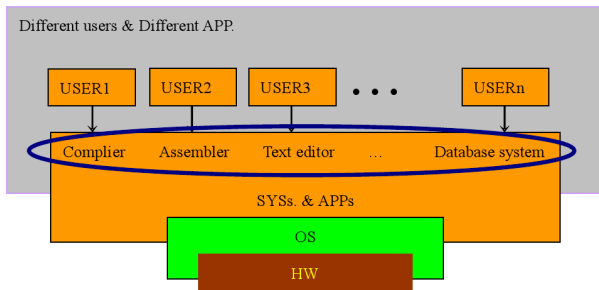 Different users & Different APP.
USER1 USER2 USER3 • • • USERn
Complier Assembler Text editor … Database system
SYSs. & APPs
OS
HW